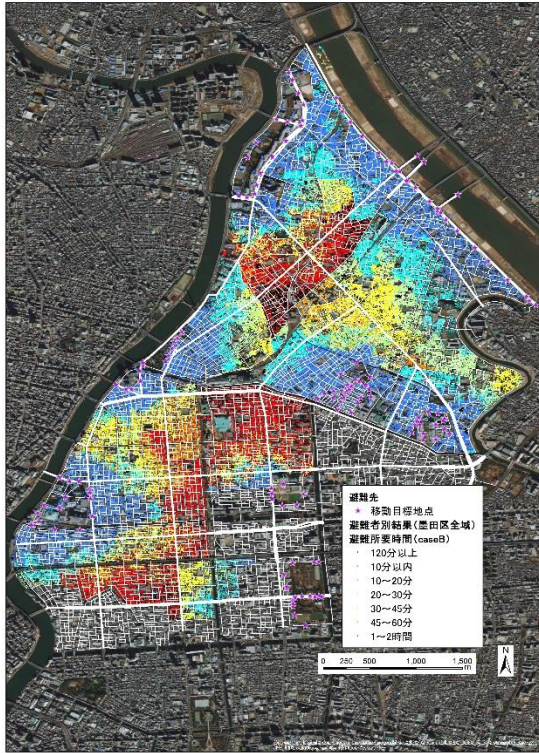 避難先
移動目標地点
避難者別結果(墨田区全域)
避難所要時間(caseB)
120分以上
10分以内
10～20分
20～30分
30～45分
45～60分
1～2時間
N
0 250 500 1,000 1,500
m